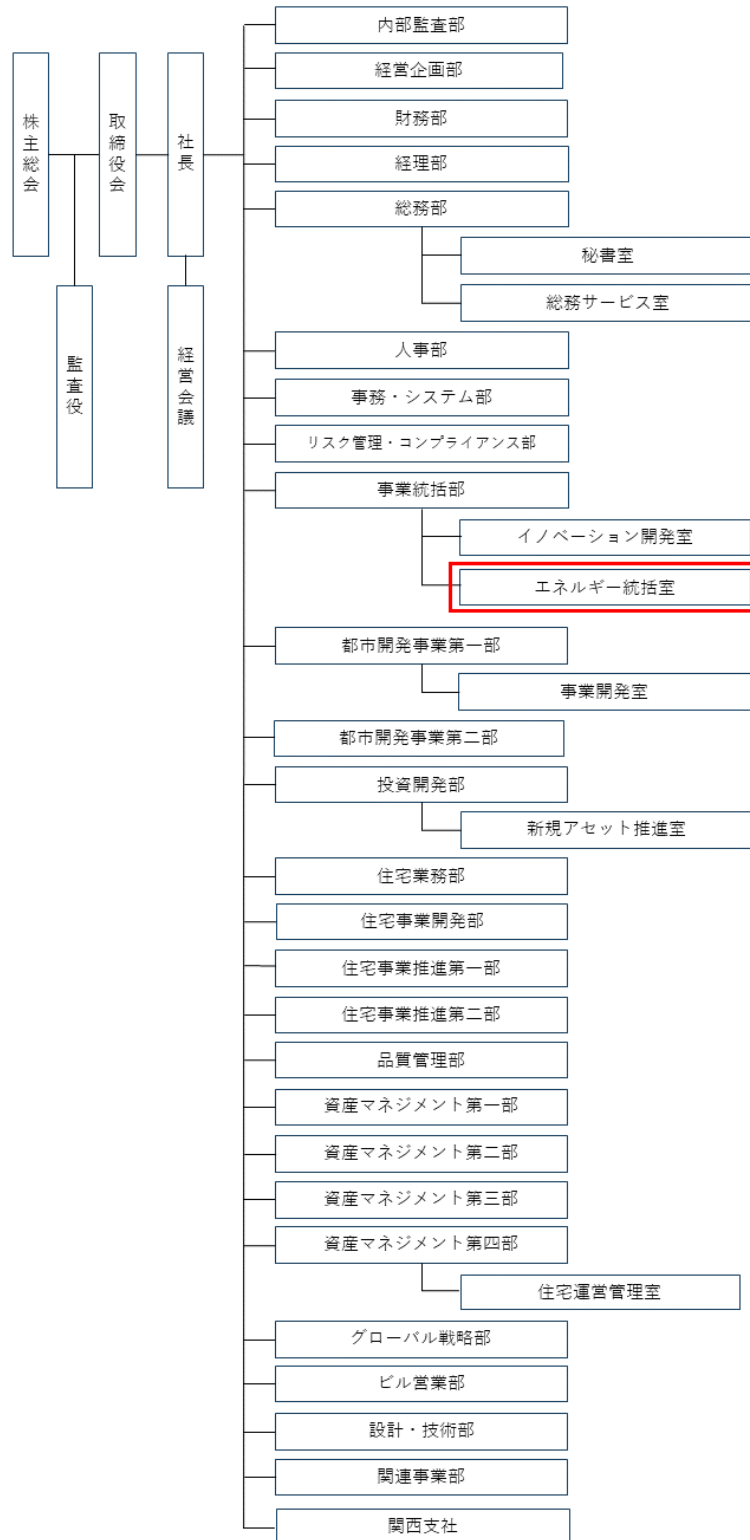 株主総会
取締役会
社長
監査役
経営会議
内部監査部
経営企画部
財務部
経理部
総務部
秘書室
総務サービス室
人事部
事務・システム部
リスク管理・コンプライアンス部
事業統括部
イノベーション開発室
エネルギー統括室
都市開発事業第一部
事業開発室
都市開発事業第二部
投資開発部
新規アセット推進室
住宅業務部
住宅事業開発部
住宅事業推進第一部
住宅事業推進第二部
品質管理部
資産マネジメント第一部
資産マネジメント第二部
資産マネジメント第三部
資産マネジメント第四部
住宅運営管理室
グローバル戦略部
ビル営業部
設計・技術部
関連事業部
関西支社